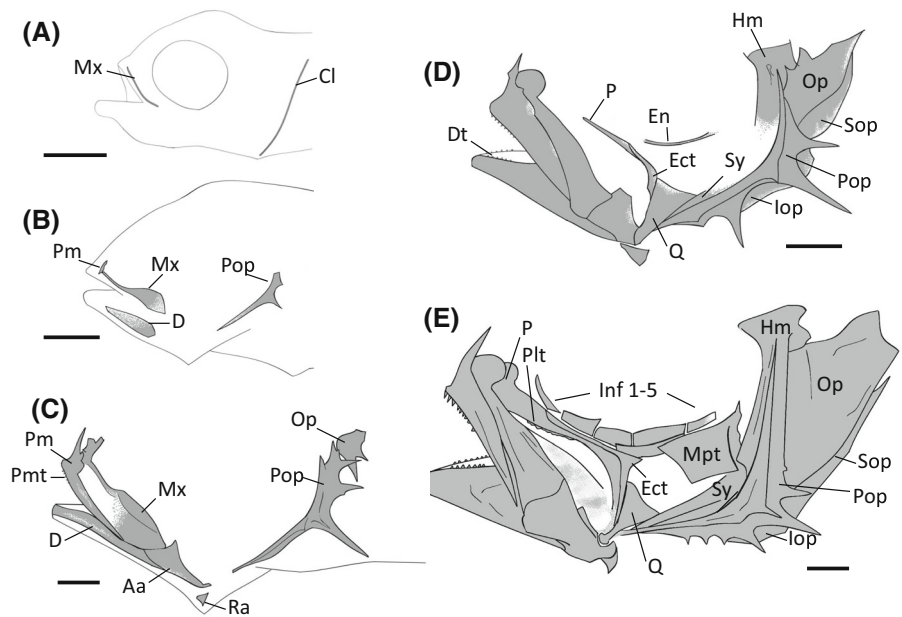 (A)
Mx
Cl
(B)
Pm
Mx
Pop
D
(C)
Pm
Pmt
Mx
D
Aa
Ra
Op
Pop
(D)
Hm
P
En
Op
Dt
Ect
Sy
Sop
Pop
Iop
Q
(E)
P
Plt
Inf 1-5
Hm
Op
Mpt
Sop
Ect
Sy
Pop
Iop
Q